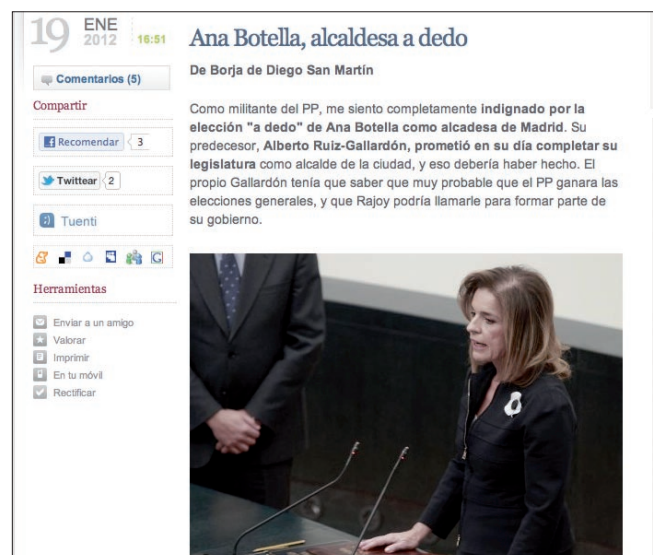 19
ENE
2012
16:51
Comentarios (5)
Compartir
Recomendar 3
Twittear 2
Tuenti
Herramientas
Enviar a un amigo
Valorar
Imprimir
En tu móvil
Rectificar
Ana Botella, alcaldesa a dedo
De Borja de Diego San Martín
Como militante del PP, me siento completamente indignado por la
elección "a dedo" de Ana Botella como alcadesa de Madrid. Su
predecesor, Alberto Ruiz-Gallardón, prometió en su día completar su
legislatura como alcalde de la ciudad, y eso debería haber hecho. El
propio Gallardón tenía que saber que muy probable que el PP ganara las
elecciones generales, y que Rajoy podría llamarle para formar parte de
su gobierno.